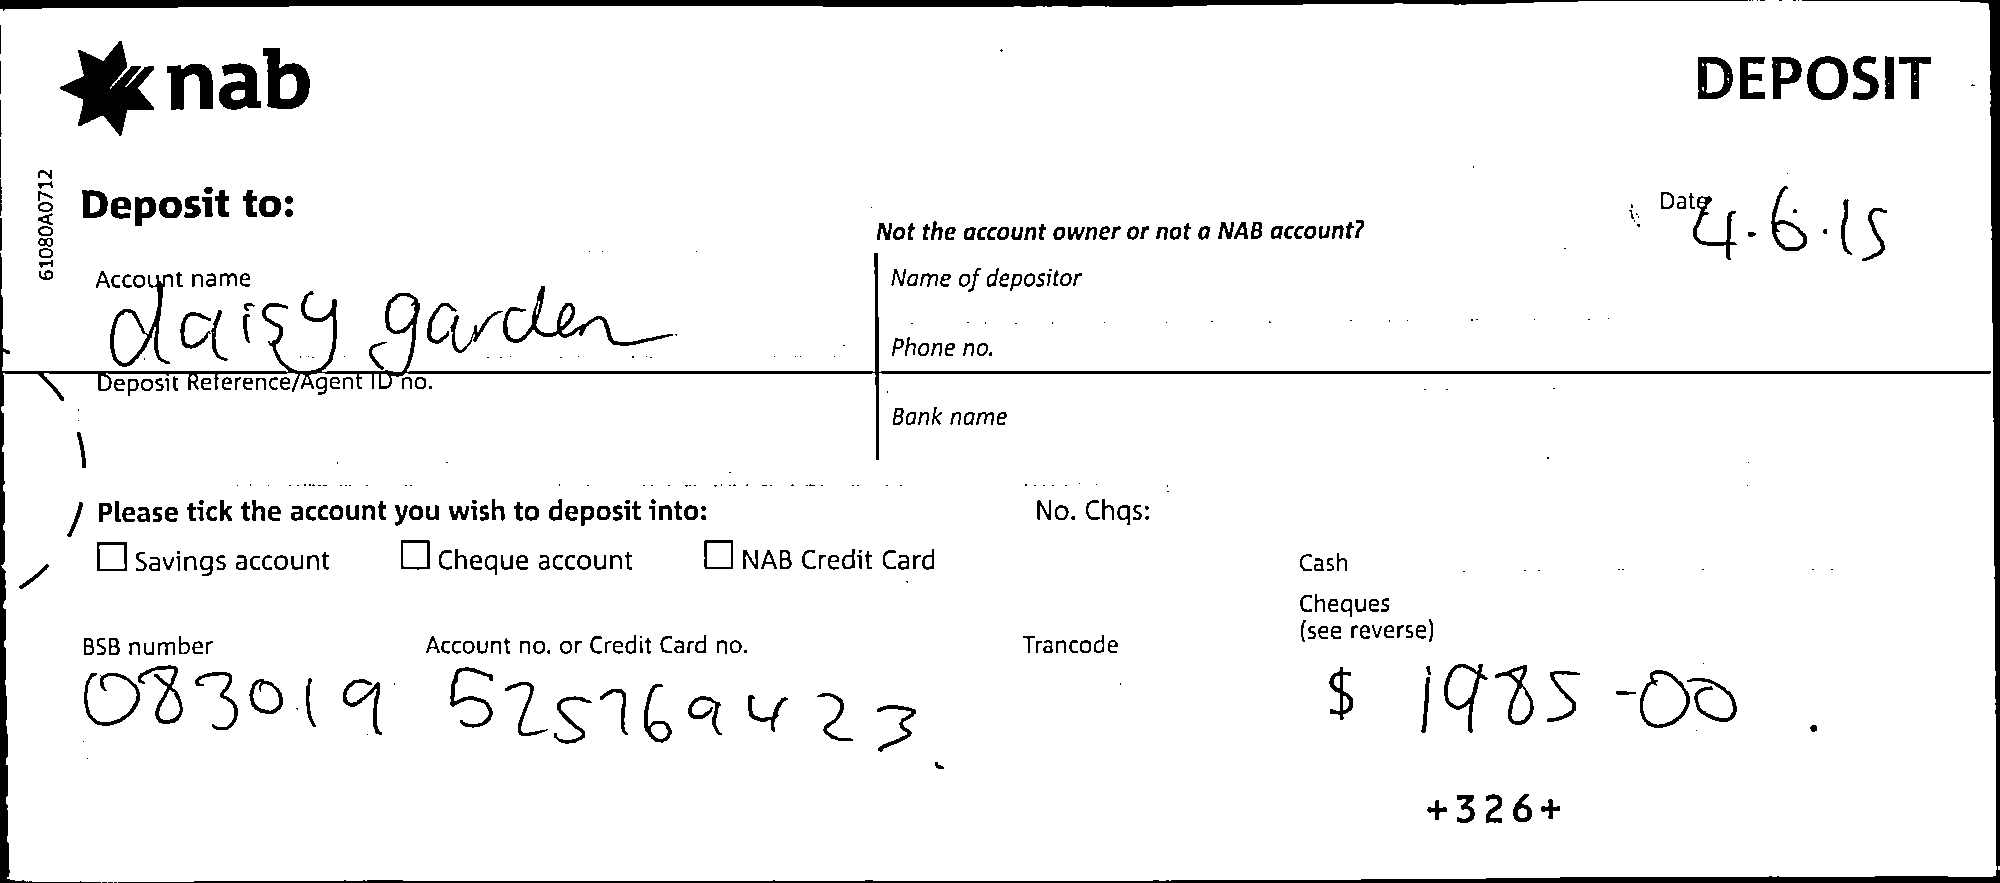 nab
DEPOSIT
61080A0712
Deposit to:
Date 4.6.15
Not the account owner or not a NAB account?
Account name
daisy garden
Name of depositor
Phone no.
Deposit Reference/Agent ID no.
Bank name
Please tick the account you wish to deposit into:
No. Chqs:
Savings account Cheque account NAB Credit Card
Cash
Cheques
(see reverse)
BSB number Account no. or Credit Card no. Trancode
083019 525769423
$ 1985-00 .
+326+